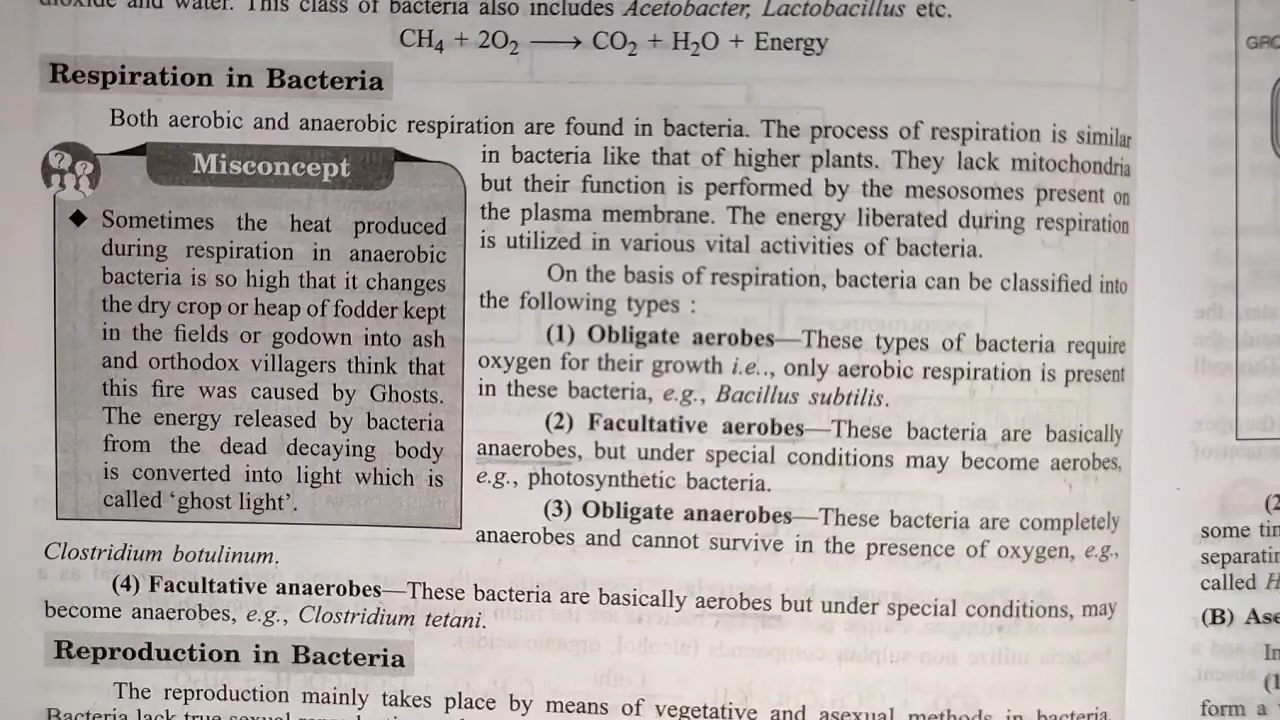 dioxide and water. This class of bacteria also includes Acetobacter, Lactobacillus etc.
CH₄ + 2O₂ ⟶ CO₂ + H₂O + Energy
Respiration in Bacteria
Both aerobic and anaerobic respiration are found in bacteria. The process of respiration is similar
in bacteria like that of higher plants. They lack mitochondria
but their function is performed by the mesosomes present on
the plasma membrane. The energy liberated during respiration
is utilized in various vital activities of bacteria.
On the basis of respiration, bacteria can be classified into
the following types :
(1) Obligate aerobes—These types of bacteria require
oxygen for their growth i.e.., only aerobic respiration is present
in these bacteria, e.g., Bacillus subtilis.
(2) Facultative aerobes—These bacteria are basically
anaerobes, but under special conditions may become aerobes,
e.g., photosynthetic bacteria.
(3) Obligate anaerobes—These bacteria are completely
anaerobes and cannot survive in the presence of oxygen, e.g.,
Clostridium botulinum.
(4) Facultative anaerobes—These bacteria are basically aerobes but under special conditions, may
become anaerobes, e.g., Clostridium tetani.
Misconcept
◆ Sometimes the heat produced
during respiration in anaerobic
bacteria is so high that it changes
the dry crop or heap of fodder kept
in the fields or godown into ash
and orthodox villagers think that
this fire was caused by Ghosts.
The energy released by bacteria
from the dead decaying body
is converted into light which is
called ‘ghost light’.
Reproduction in Bacteria
The reproduction mainly takes place by means of vegetative and asexual methods in bacteria.
Bacteria lack true sexual
GRO
(2
some tim
separatin
called H
(B) Ase
In
(1
form a